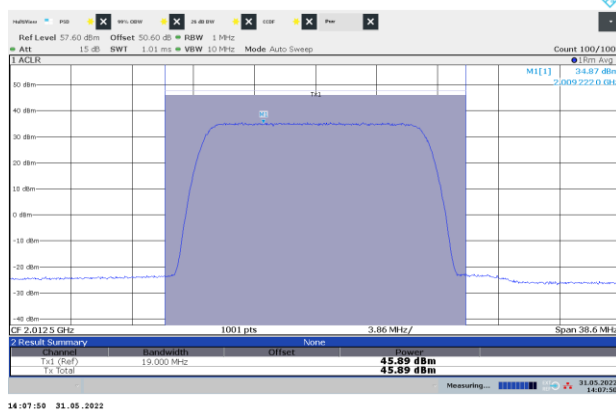 MultiView PSD 99% OBW 26 dB BW CCDF Pwr
Ref Level 57.60 dBm Offset 50.60 dB RBW 1 MHz
Att 15 dB SWT 1.01 ms VBW 10 MHz Mode Auto Sweep Count 100/100
1 ACLR 1Rm Avg
M1[1] 34.87 dBm
2.0092220 GHz
50 dBm
Tx1
40 dBm
M1
30 dBm
20 dBm
10 dBm
0 dBm
-10 dBm
-20 dBm
-30 dBm
-40 dBm
CF 2.0125 GHz 1001 pts 3.86 MHz/ Span 38.6 MHz
2 Result Summary None
Channel Bandwidth Offset Power
Tx1 (Ref) 19.000 MHz 45.89 dBm
Tx Total 45.89 dBm
Measuring... 31.05.2022
14:07:50
14:07:50 31.05.2022